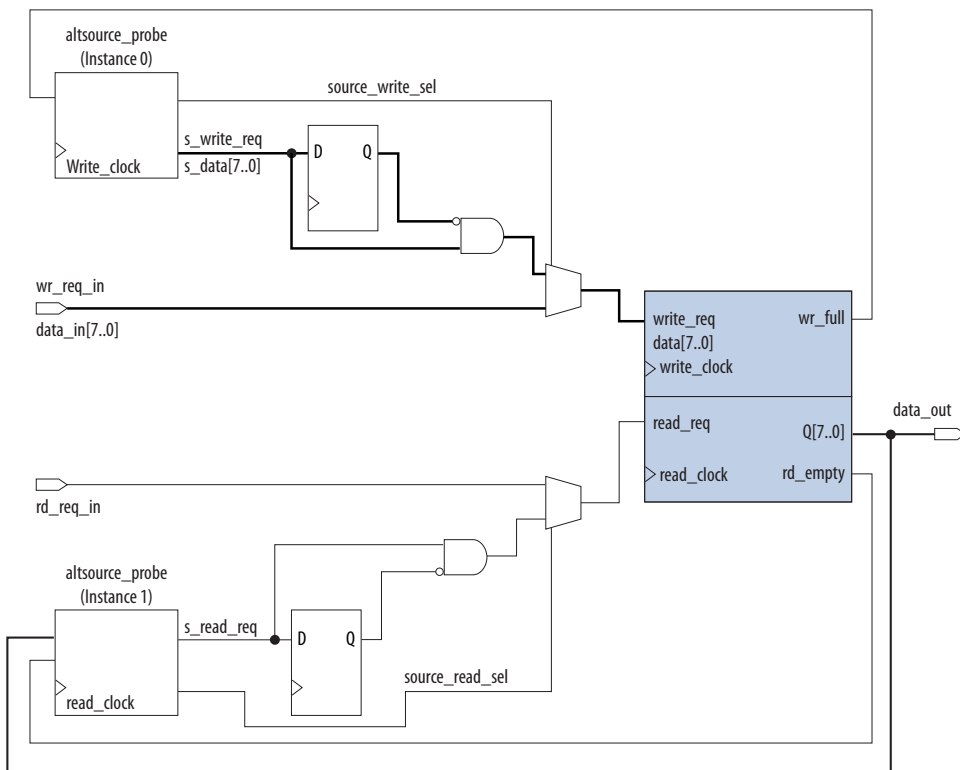 altsource_probe
(Instance 0)
source_write_sel
s_write_req
D Q
Write_clock
s_data[7..0]
wr_req_in
data_in[7..0]
write_req
wr_full
data[7..0]
write_clock
data_out
read_req
Q[7..0]
read_clock
rd_empty
rd_req_in
altsource_probe
(Instance 1)
s_read_req
D Q
source_read_sel
read_clock